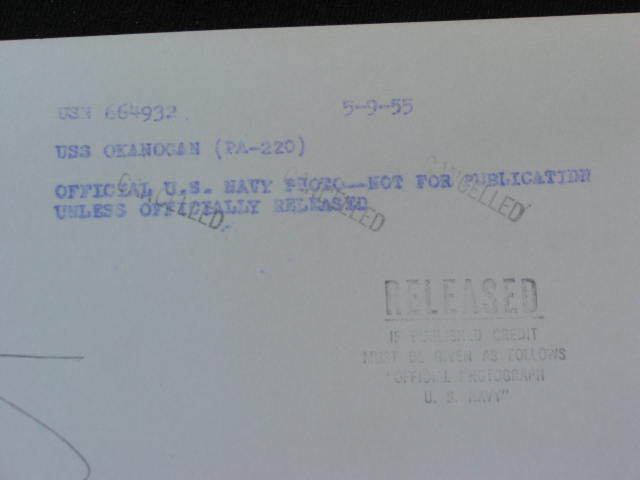 USN 664932 5-9-55
USS OKANOGAN (PA-220)
OFFICIAL U.S. NAVY PHOTO--NOT FOR PUBLICATION
UNLESS OFFICIALLY RELEASED
CANCELLED
CANCELLED
CANCELLED
RELEASED
IF PUBLISHED CREDIT
MUST BE GIVEN AS FOLLOWS
"OFFICIAL PHOTOGRAPH
U. S. NAVY"